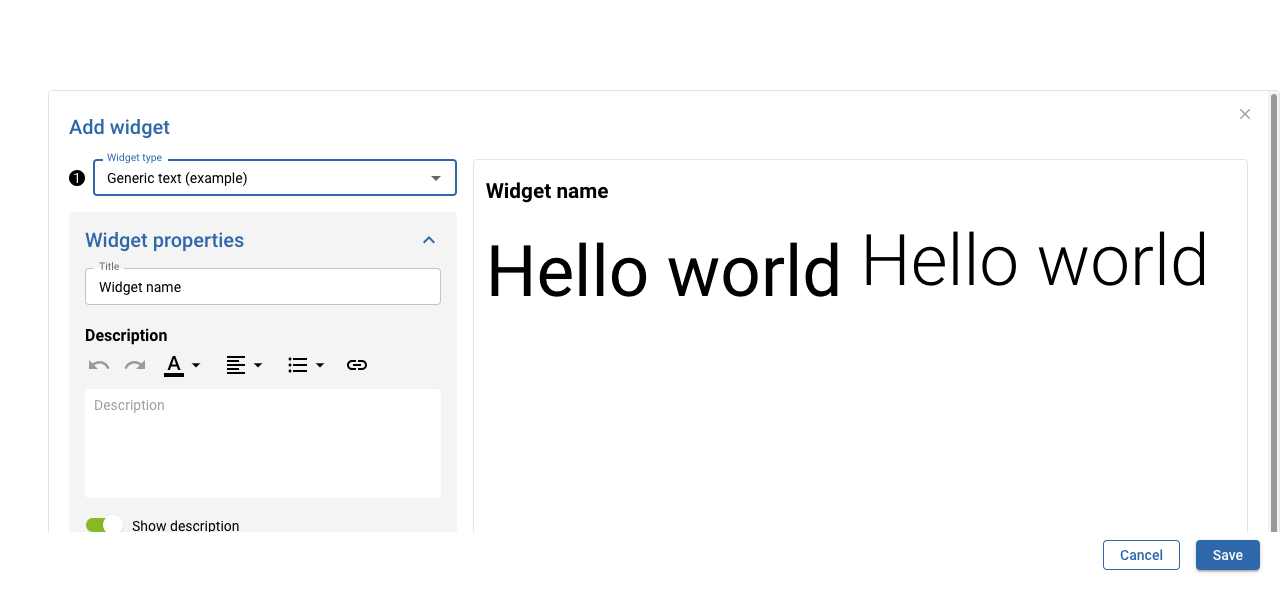 Add widget
Widget type
1 Generic text (example)
Widget properties
Title
Widget name
Description
A
Description
Show description
Widget name
Hello world Hello world
Cancel
Save